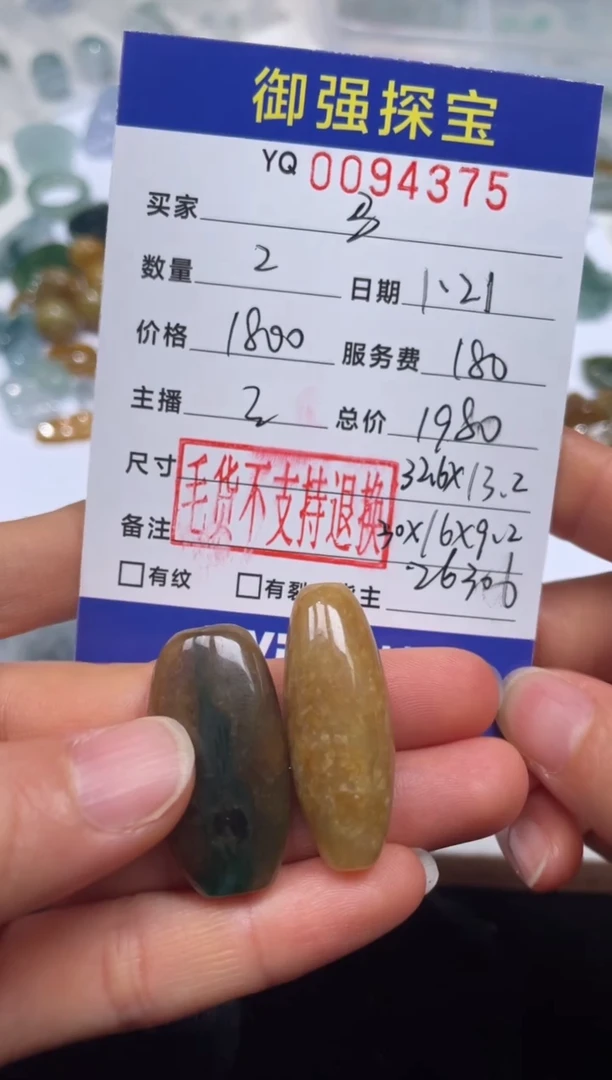 御强探宝
YQ 0094375
买家
数量 2 日期 1、21
价格 1800 服务费 180
主播 2 总价 1980
尺寸 毛货不支持退换 32.6X13.2
备注 30X16X9.2
有纹 有裂 主